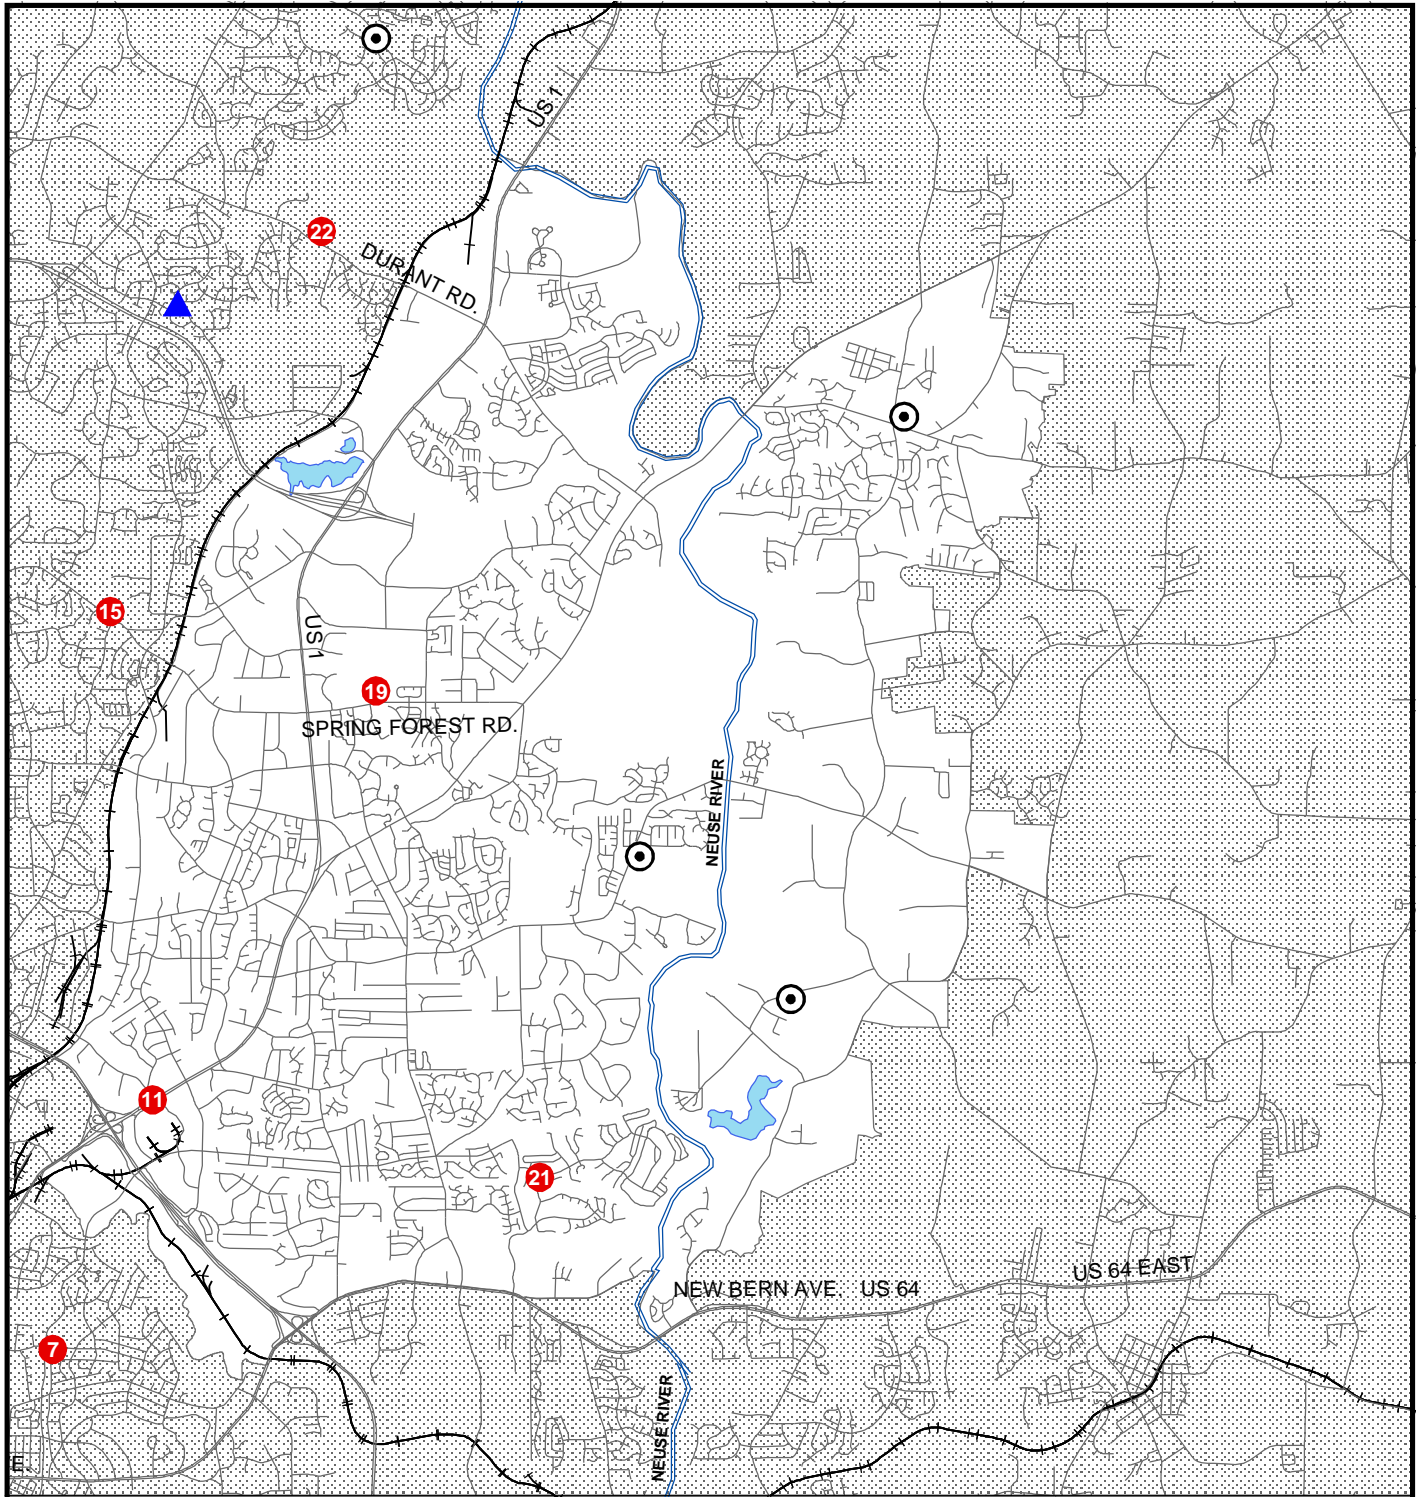 US 1
22
DURANT RD.
15
US 1
19
SPRING FOREST RD.
NEUSE RIVER
11
21
US 64 EAST
NEW BERN AVE. US 64
7
NEUSE RIVER
E.